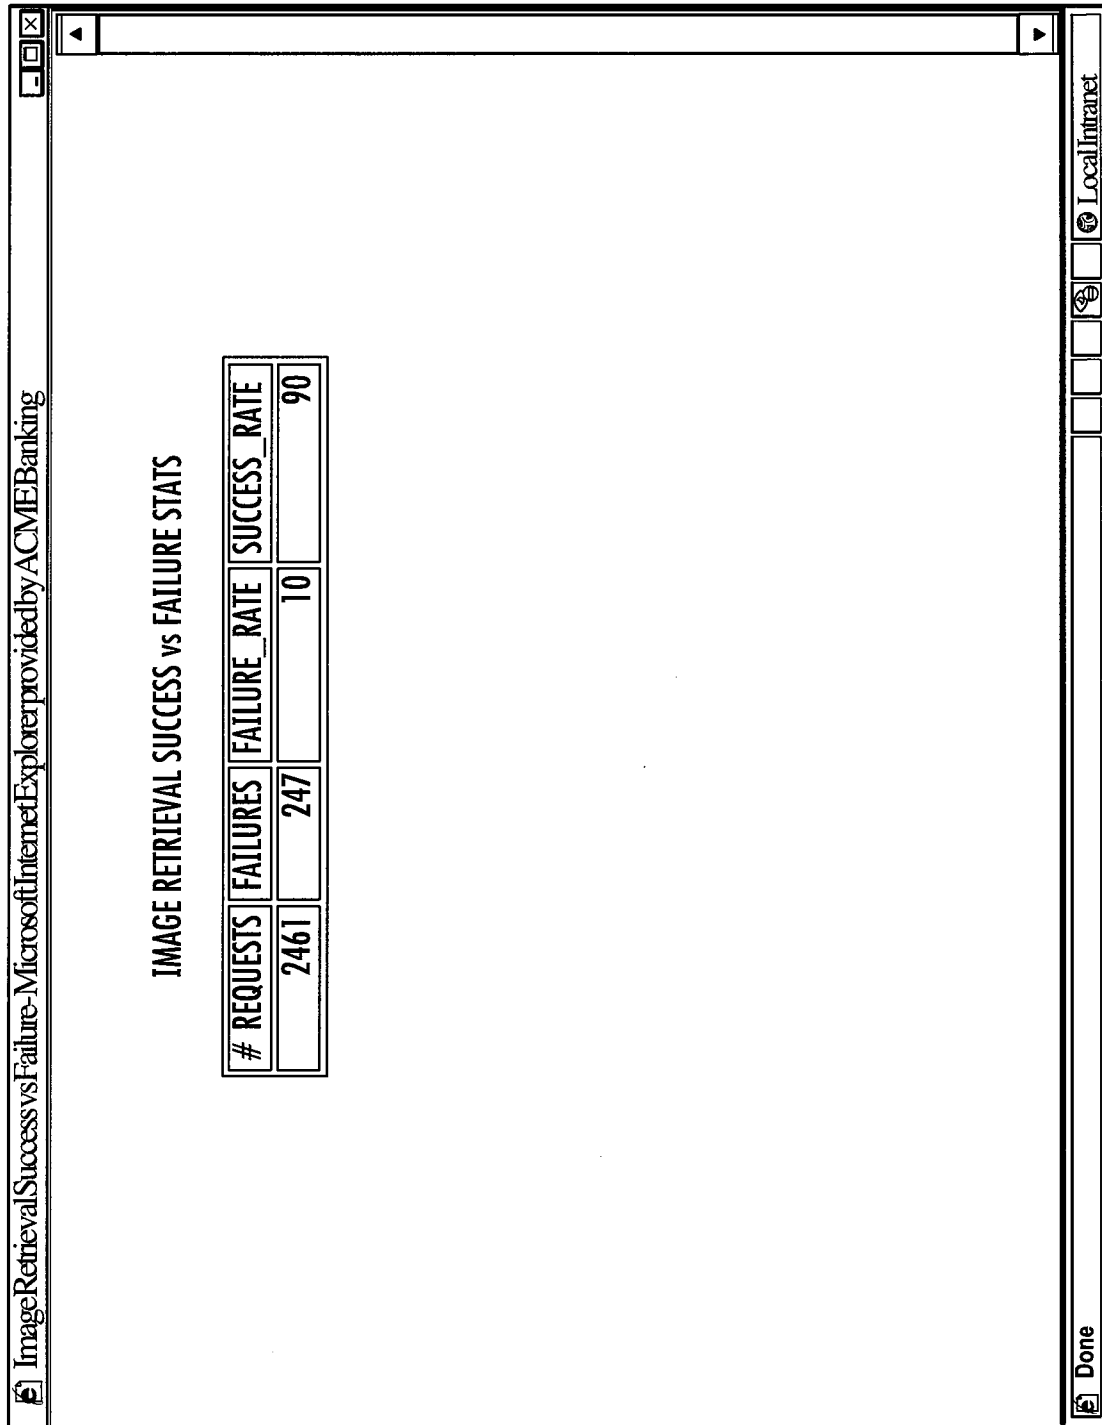 ImageRetrievalSuccessvsFailure-MicrosoftInternetExplorerprovidedbyACMEBanking
IMAGE RETRIEVAL SUCCESS vs FAILURE STATS
# REQUESTS FAILURES FAILURE_RATE SUCCESS_RATE
2461 247 10 90
Done Local Intranet